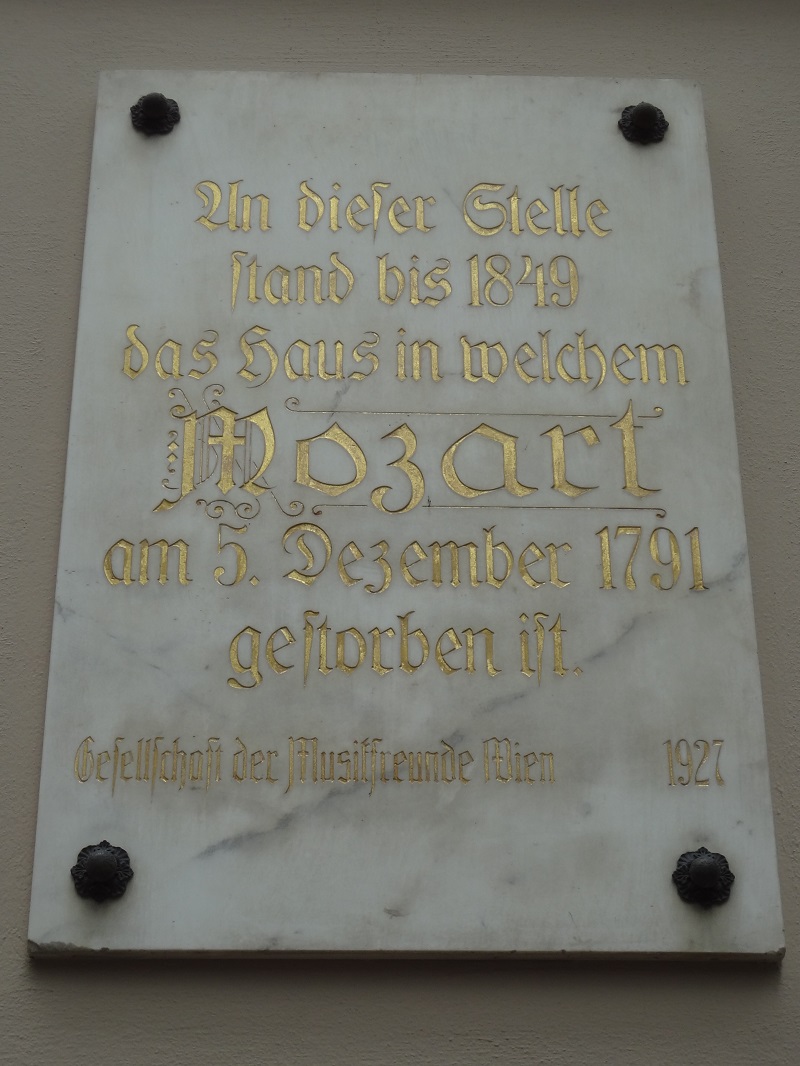 An dieser Stelle
stand bis 1849
das Haus in welchem
Mozart
am 5. Dezember 1791
gestorben ist.
Gesellschaft der Musikfreunde Wien 1927